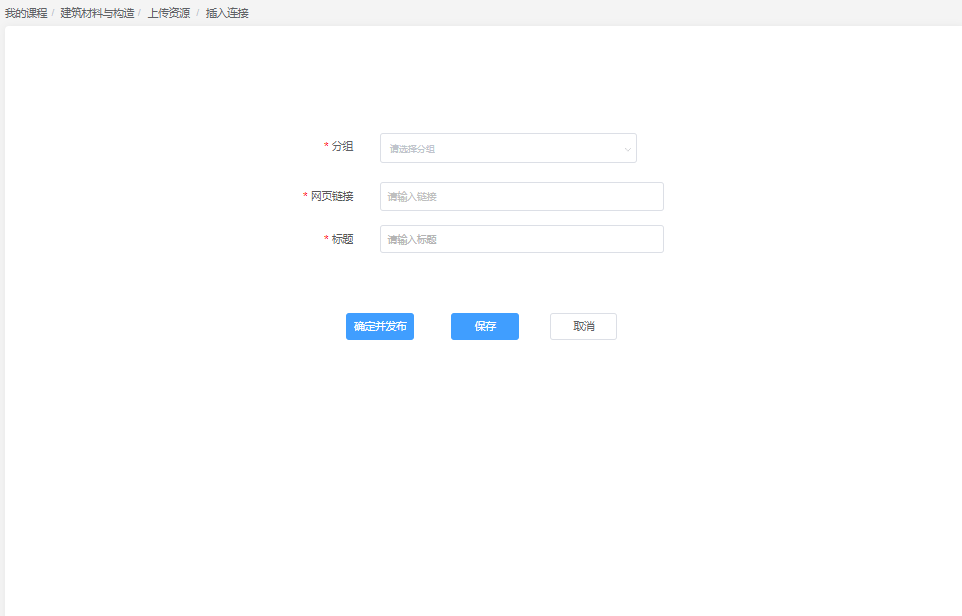 我的课程 / 建筑材料与构造 / 上传资源 / 插入连接
* 分组 请选择分组
* 网页链接 请输入链接
* 标题 请输入标题
确定并发布 保存 取消